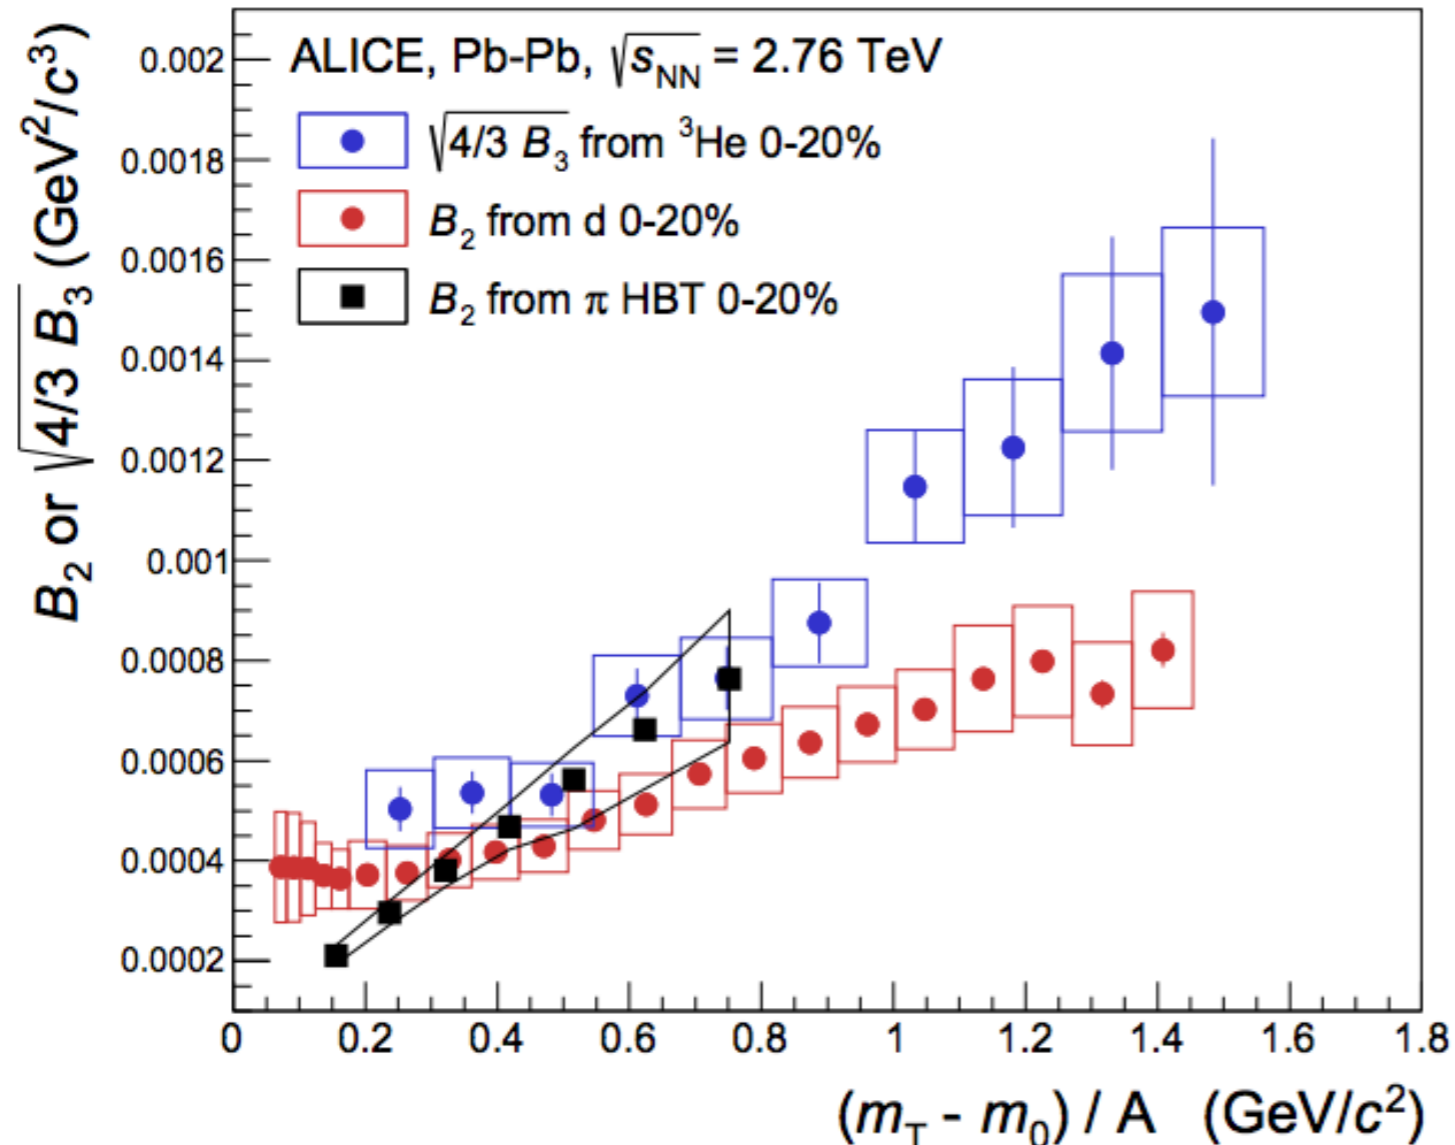 ALICE, Pb-Pb, √s_NN = 2.76 TeV
√4/3 B₃ from ³He 0-20%
B₂ from d 0-20%
B₂ from π HBT 0-20%
B₂ or √4/3 B₃ (GeV²/c³)
0.002
0.0018
0.0016
0.0014
0.0012
0.001
0.0008
0.0006
0.0004
0.0002
0 0.2 0.4 0.6 0.8 1 1.2 1.4 1.6 1.8
(m_T - m₀) / A (GeV/c²)